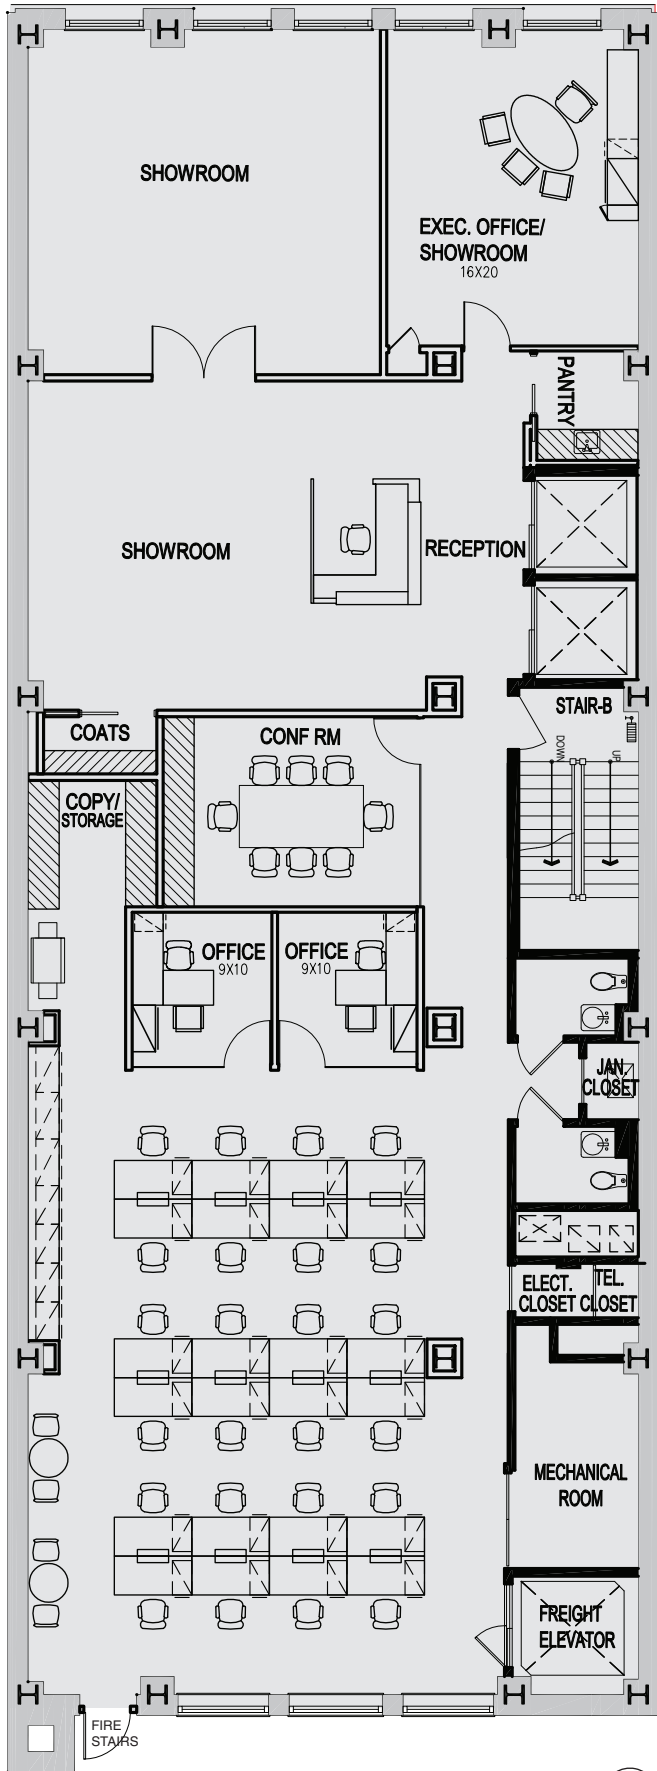 SHOWROOM
EXEC. OFFICE/
SHOWROOM
16X20
PANTRY
SHOWROOM
RECEPTION
STAIR-B
DOWN
UP
COATS
CONF RM
COPY/
STORAGE
OFFICE
9X10
OFFICE
9X10
JAN.
CLOSET
ELECT.
CLOSET
TEL.
CLOSET
MECHANICAL
ROOM
FREIGHT
ELEVATOR
FIRE
STAIRS